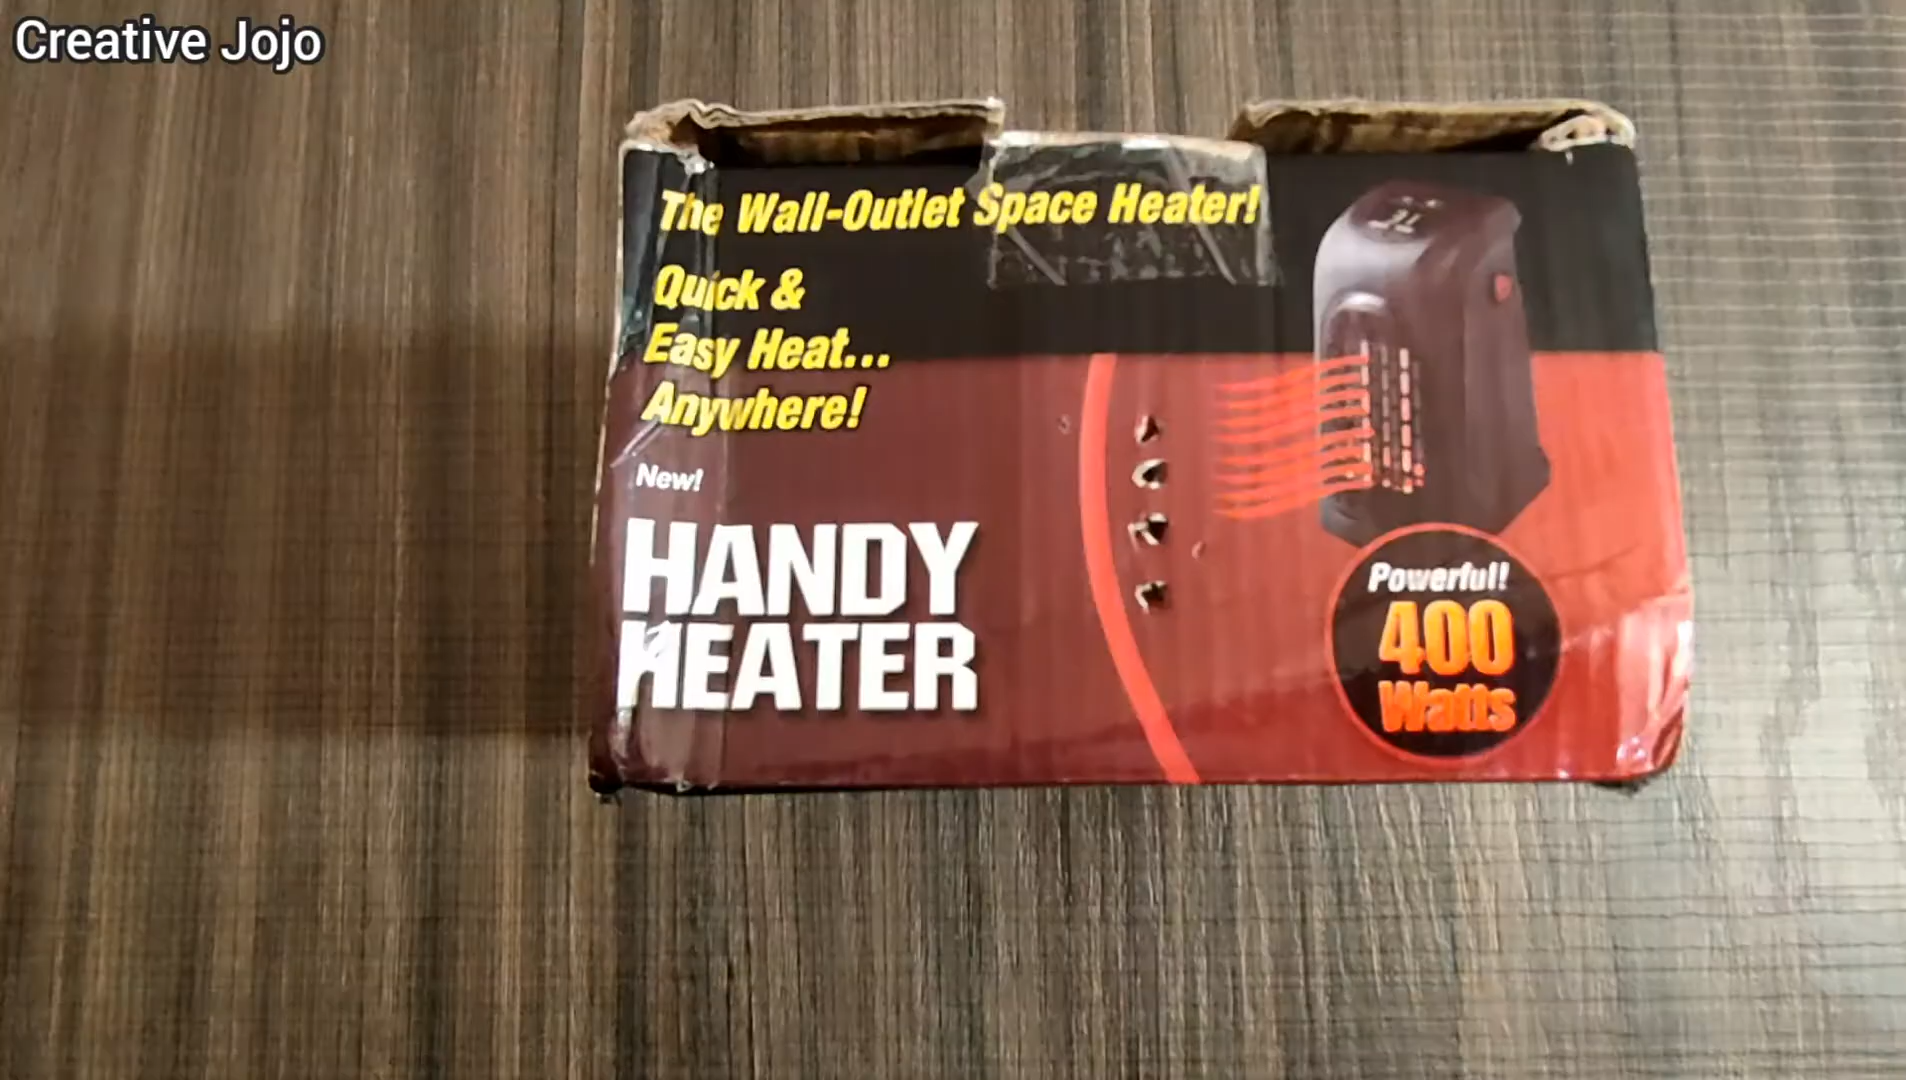 Creative Jojo
The Wall-Outlet Space Heater!
Quick &
Easy Heat...
Anywhere!
New!
HANDY
HEATER
Powerful!
400
Watts